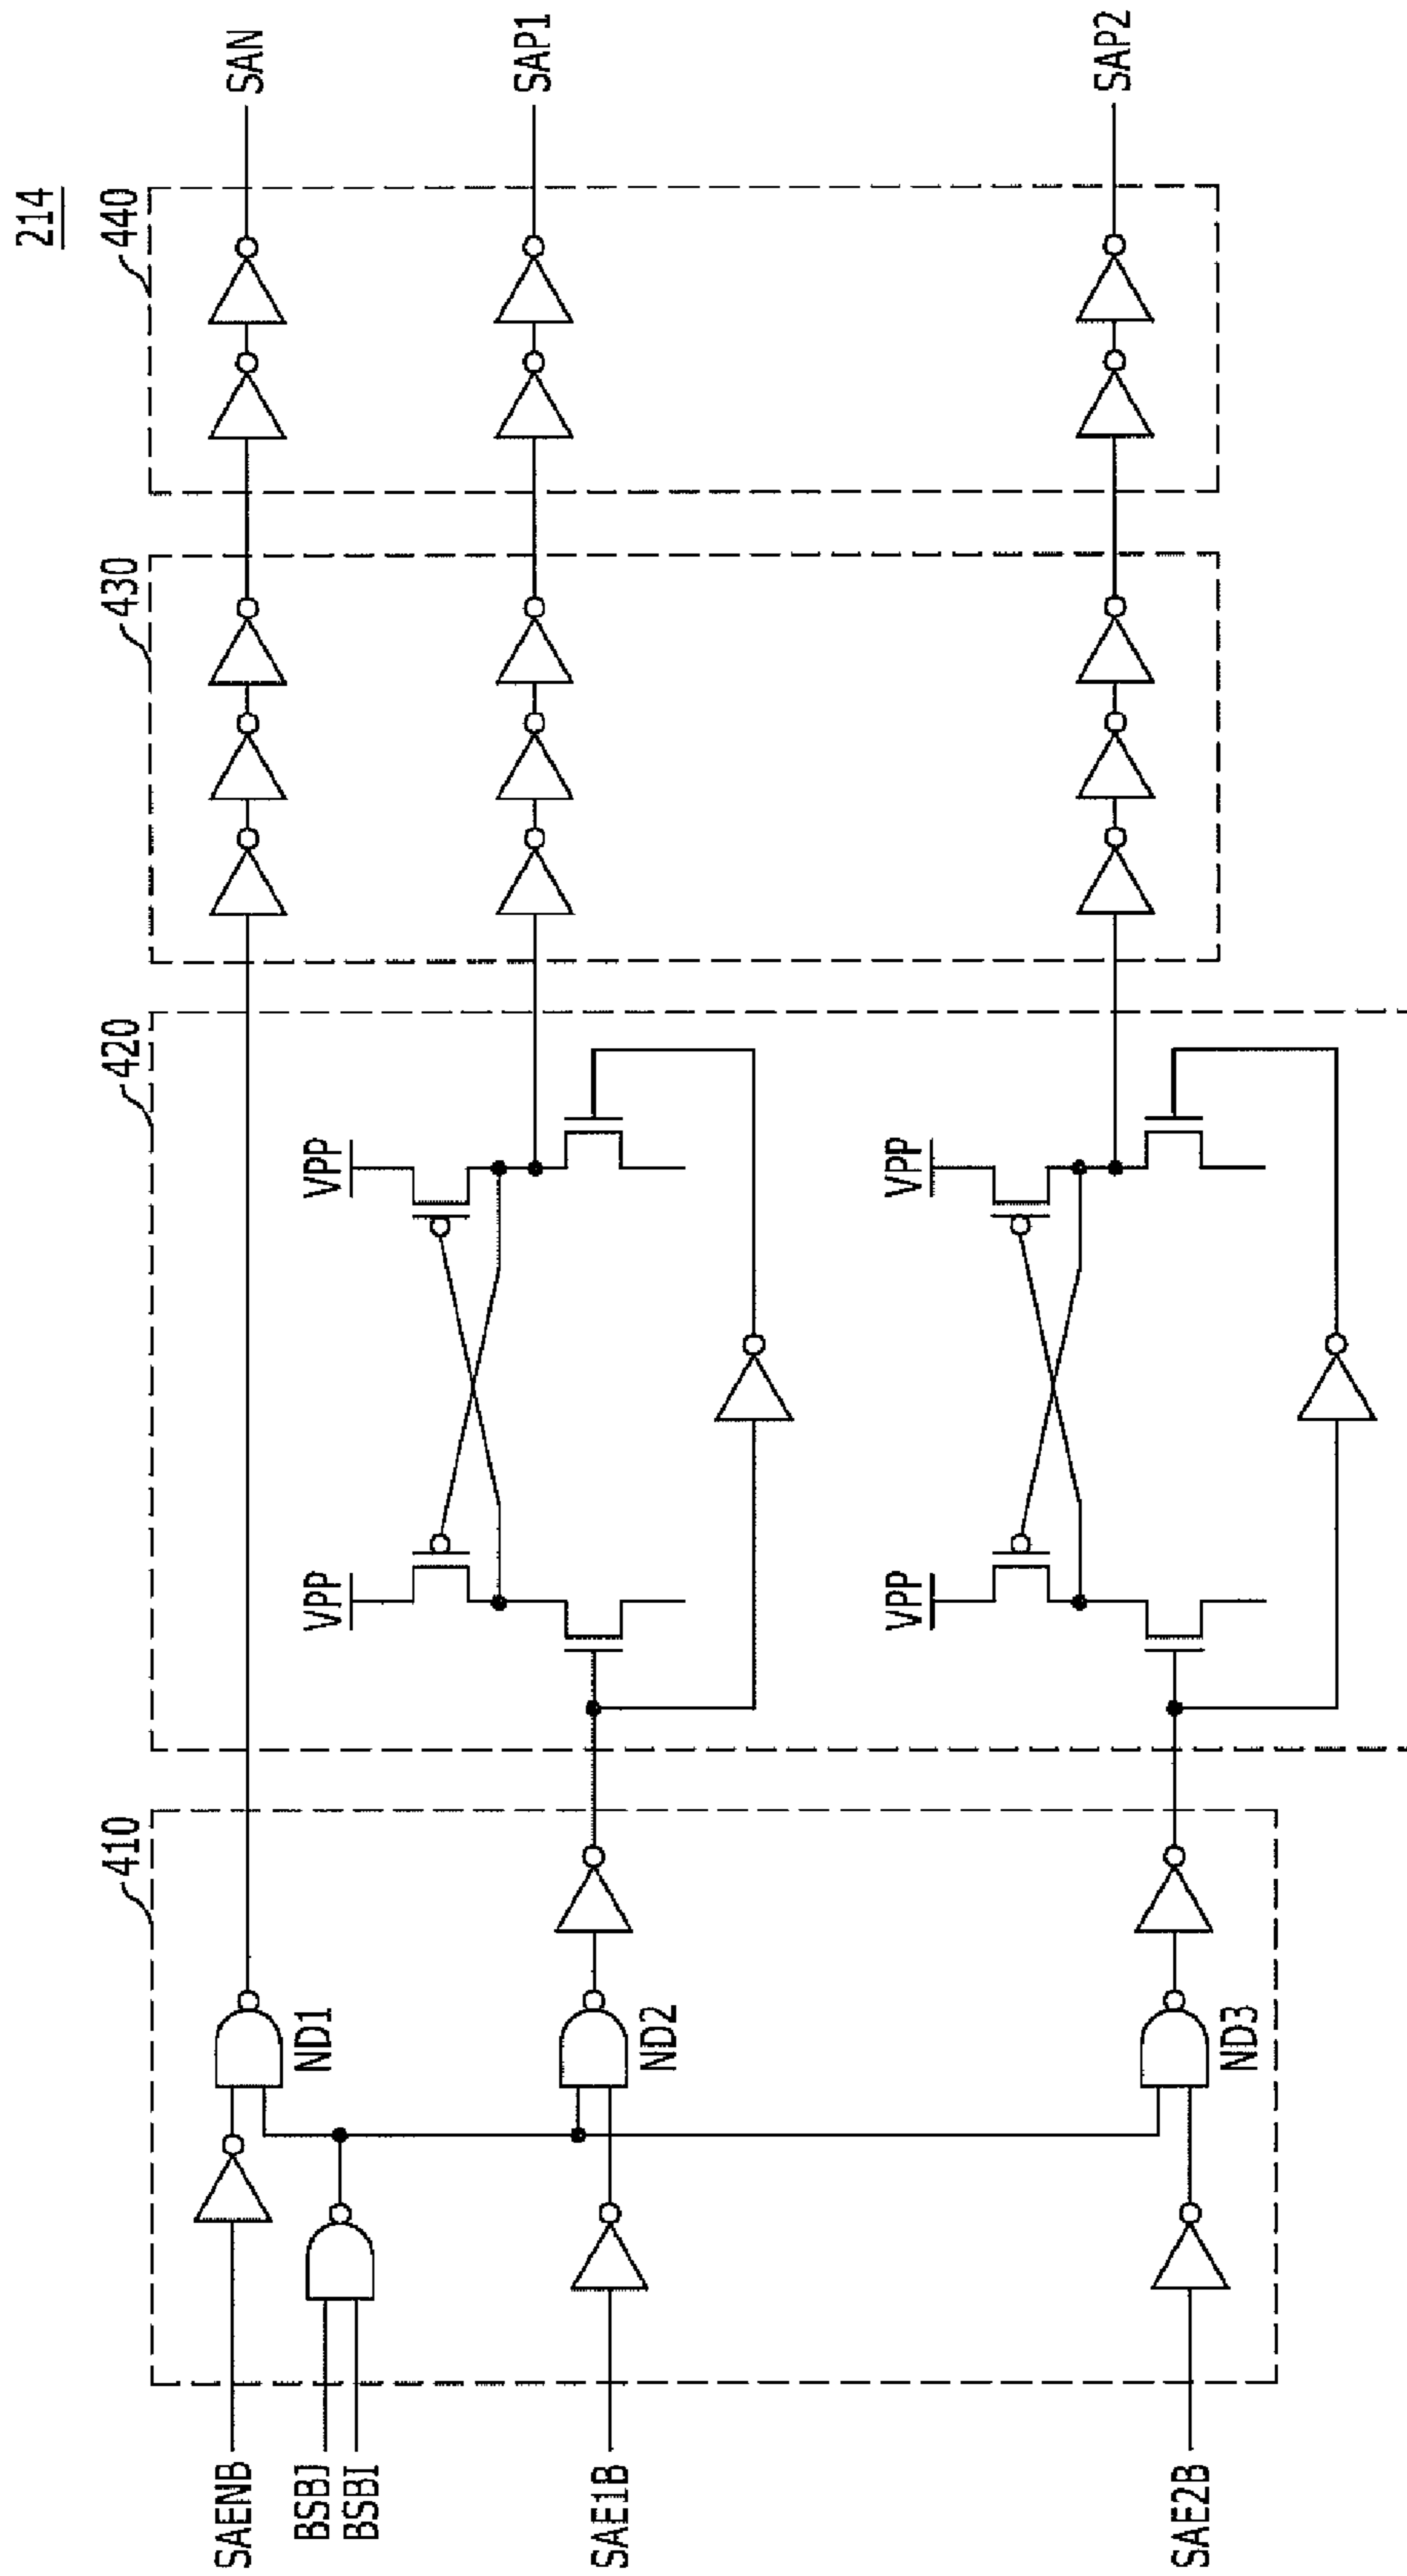 214
410
420
430
440
SAENB
BSBJ
BSBI
SAE1B
SAE2B
ND1
ND2
ND3
VPP
VPP
VPP
VPP
SAN
SAP1
SAP2